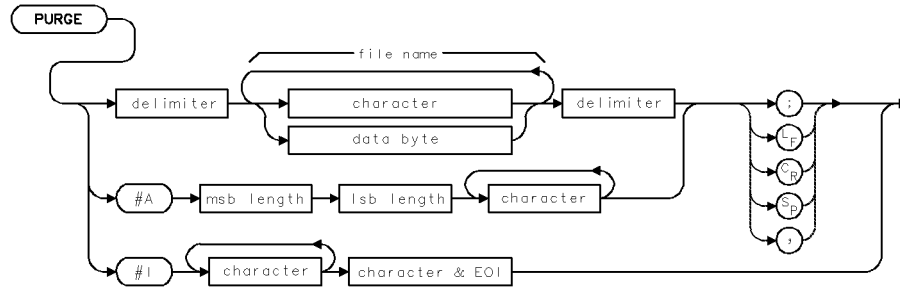 PURGE
file name
delimiter
character
delimiter
data byte
;
LF
CR
SP
,
#A
msb length
lsb length
character
#I
character
character & EOI